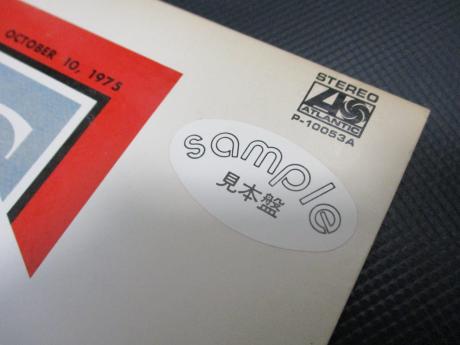 OCTOBER 10, 1975
STEREO
ATLANTIC
P-10053A
sample
見本盤